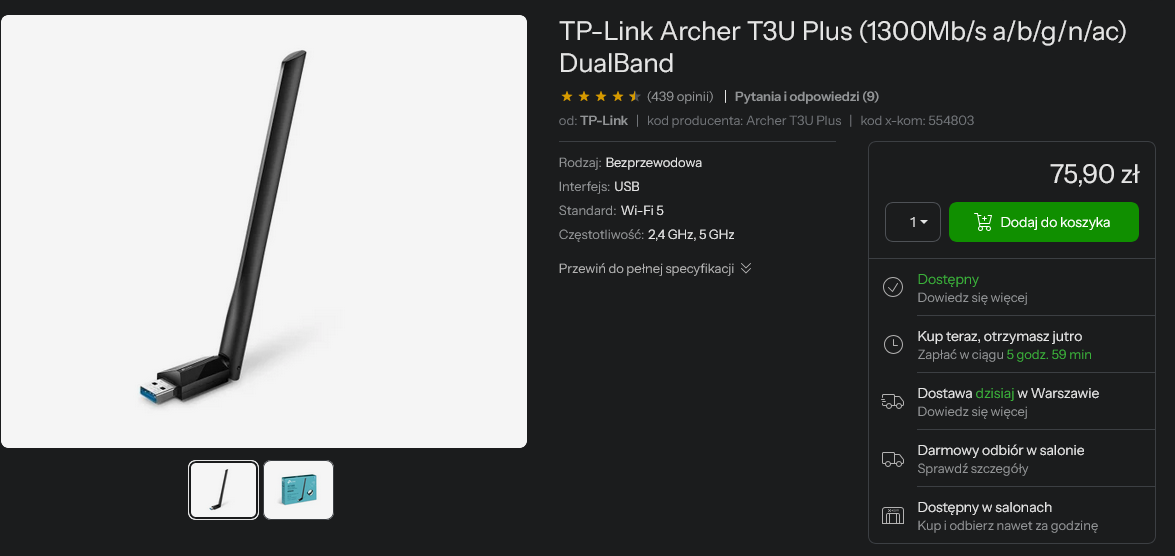 TP-Link Archer T3U Plus (1300Mb/s a/b/g/n/ac)
DualBand
(439 opinii) | Pytania i odpowiedzi (9)
od: TP-Link | kod producenta: Archer T3U Plus | kod x-kom: 554803
Rodzaj: Bezprzewodowa
Interfejs: USB
Standard: Wi-Fi 5
Częstotliwość: 2,4 GHz, 5 GHz
Przewiń do pełnej specyfikacji
75,90 zł
1
Dodaj do koszyka
Dostępny
Dowiedz się więcej
Kup teraz, otrzymasz jutro
Zapłać w ciągu 5 godz. 59 min
Dostawa dzisiaj w Warszawie
Dowiedz się więcej
Darmowy odbiór w salonie
Sprawdź szczegóły
Dostępny w salonach
Kup i odbierz nawet za godzinę